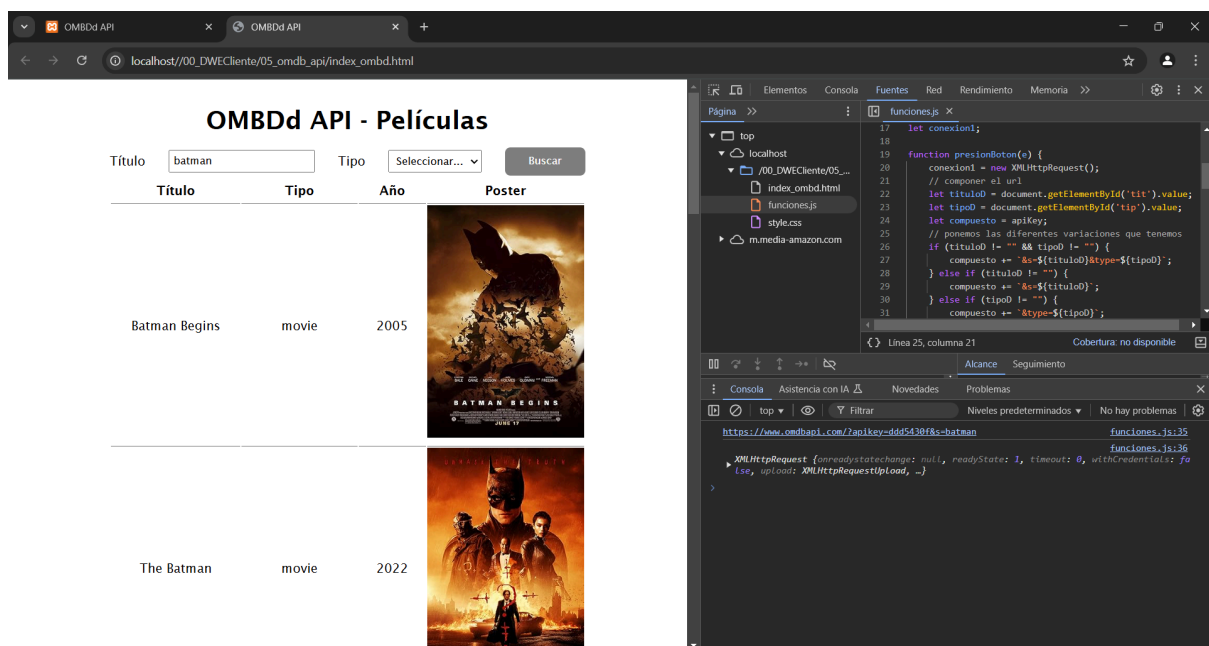 OMBDd API
OMBDd API
localhost//00_DWECliente/05_omdb_api/index_ombd.html
OMBDd API - Películas
Título batman Tipo Seleccionar... Buscar
Título Tipo Año Poster
Batman Begins movie 2005
BATMAN BEGINS
JUNE 17
The Batman movie 2022
UNMASK THE TRUTH
Elementos Consola Fuentes Red Rendimiento Memoria
Página
funciones.js
top
localhost
/00_DWECliente/05_...
index_ombd.html
funciones.js
style.css
m.media-amazon.com
17 let conexion1;
18
19 function presionBoton(e) {
20 conexion1 = new XMLHttpRequest();
21 // componer el url
22 let tituloD = document.getElementById('tit').value;
23 let tipoD = document.getElementById('tip').value;
24 let compuesto = apiKey;
25 // ponemos las diferentes variaciones que tenemos
26 if (tituloD != "" && tipoD != "") {
27 compuesto += `&s=${tituloD}&type=${tipoD}`;
28 } else if (tituloD != "") {
29 compuesto += `&s=${tituloD}`;
30 } else if (tipoD != "") {
31 compuesto += `&type=${tipoD}`;
{} Línea 25, columna 21 Cobertura: no disponible
Alcance Seguimiento
Consola Asistencia con IA Novedades Problemas
top Filtrar Niveles predeterminados No hay problemas
https://www.omdbapi.com/?apikey=ddd5430f&s=batman funciones.js:35
funciones.js:36
XMLHttpRequest {onreadystatechange: null, readyState: 1, timeout: 0, withCredentials: fa
lse, upload: XMLHttpRequestUpload, …}